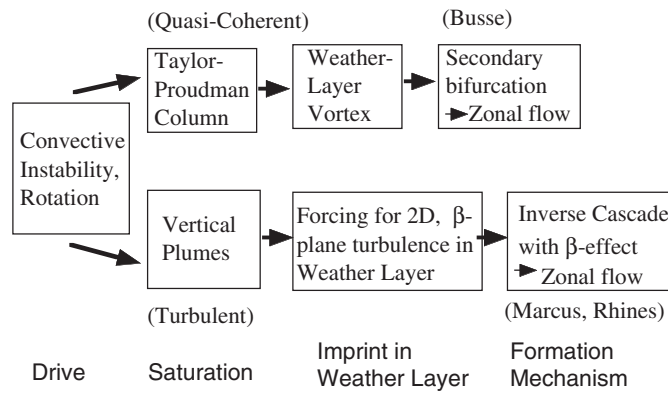 (Quasi-Coherent)
(Busse)
Convective
Instability,
Rotation
Taylor-
Proudman
Column
Weather-
Layer
Vortex
Secondary
bifurcation
Zonal flow
Vertical
Plumes
Forcing for 2D, β-
plane turbulence in
Weather Layer
Inverse Cascade
with β-effect
Zonal flow
(Turbulent)
(Marcus, Rhines)
Drive
Saturation
Imprint in
Weather Layer
Formation
Mechanism